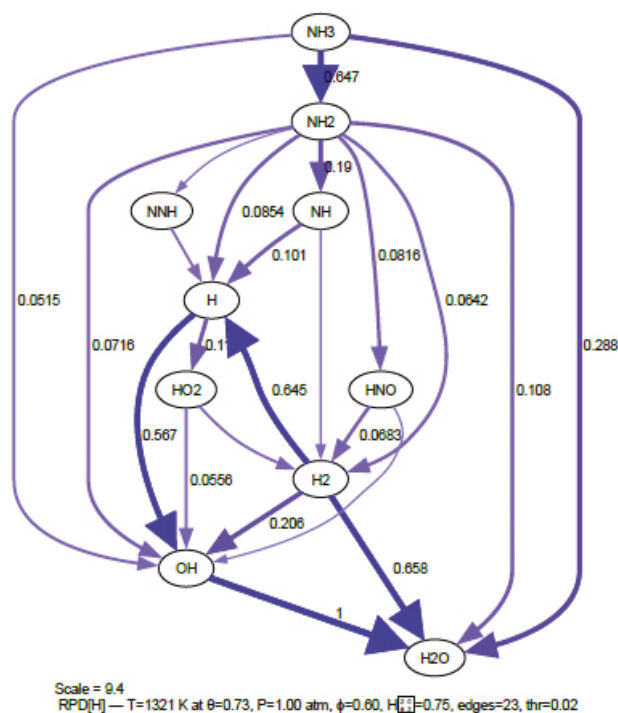 NH3
0.647
NH2
0.19
NNH
NH
0.0854
0.101
0.0816
H
0.0515
0.0716
0.0642
0.288
HO2
0.645
HNO
0.108
0.567
0.0556
0.0683
H2
0.206
OH
0.658
1
H2O
Scale = 9.4
RPD[H] — T=1321 K at θ=0.73, P=1.00 atm, ϕ=0.60, H =0.75, edges=23, thr=0.02